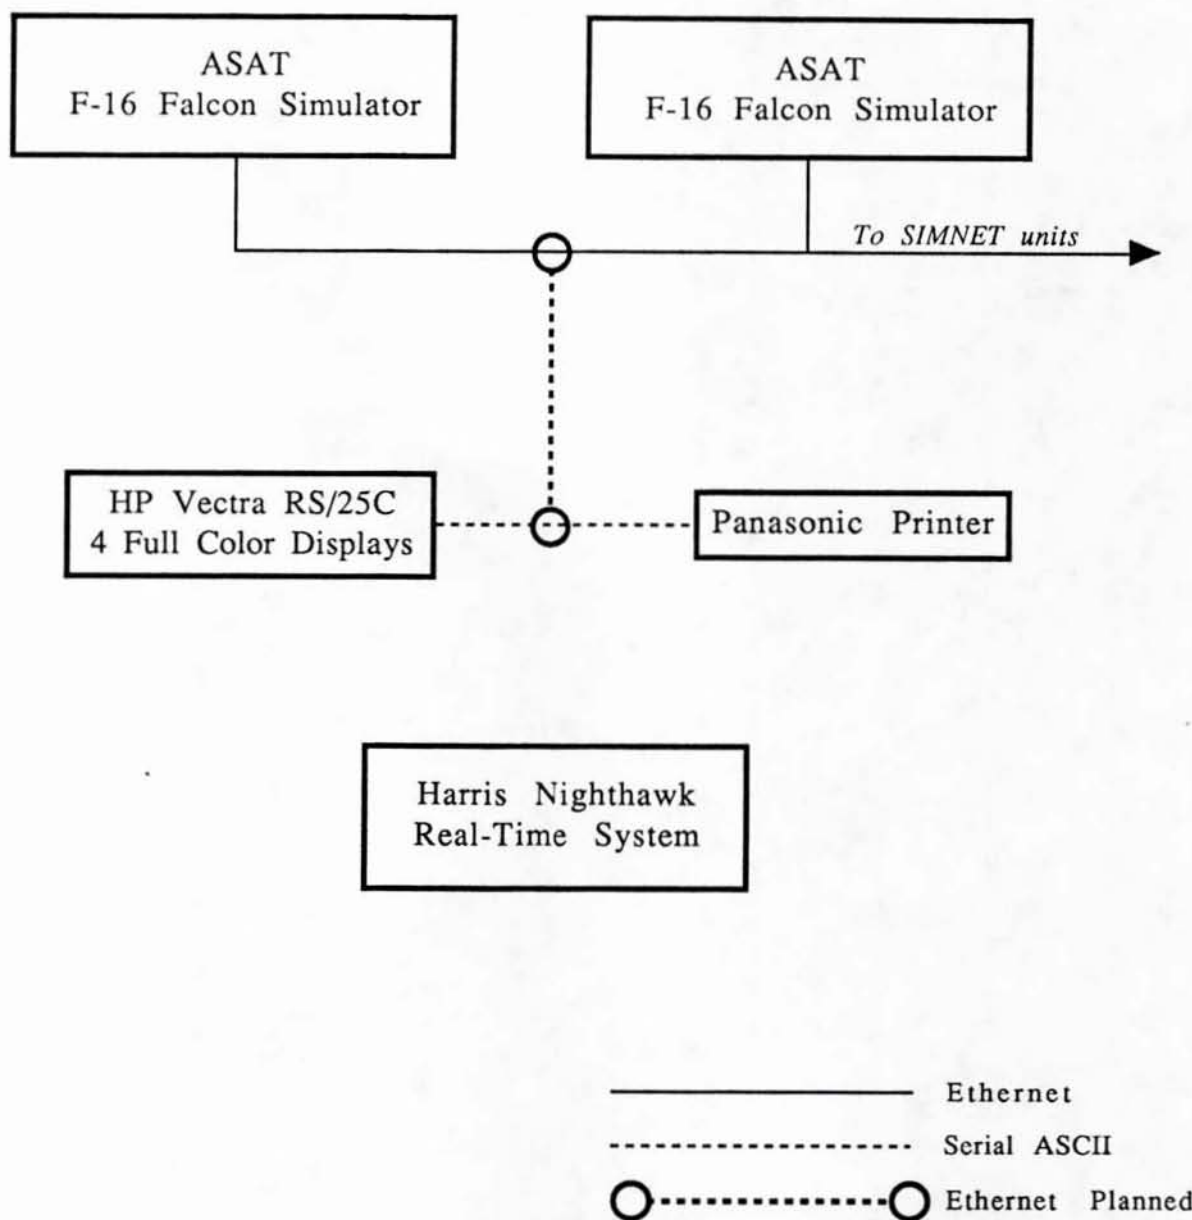 ASAT
F-16 Falcon Simulator
ASAT
F-16 Falcon Simulator
To SIMNET units
HP Vectra RS/25C
4 Full Color Displays
Panasonic Printer
Harris Nighthawk
Real-Time System
Ethernet
Serial ASCII
Ethernet Planned